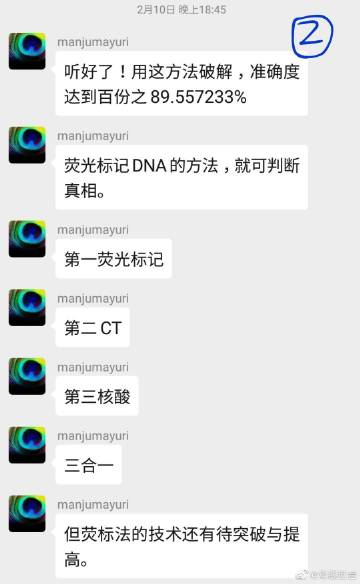 2月10日 晚上18:45
②
manjumayuri
听好了！用这方法破解，准确度
达到百份之 89.557233%
manjumayuri
荧光标记 DNA 的方法，就可判断
真相。
manjumayuri
第一荧光标记
manjumayuri
第二 CT
manjumayuri
第三核酸
manjumayuri
三合一
manjumayuri
但荧标法的技术还有待突破与提
高。